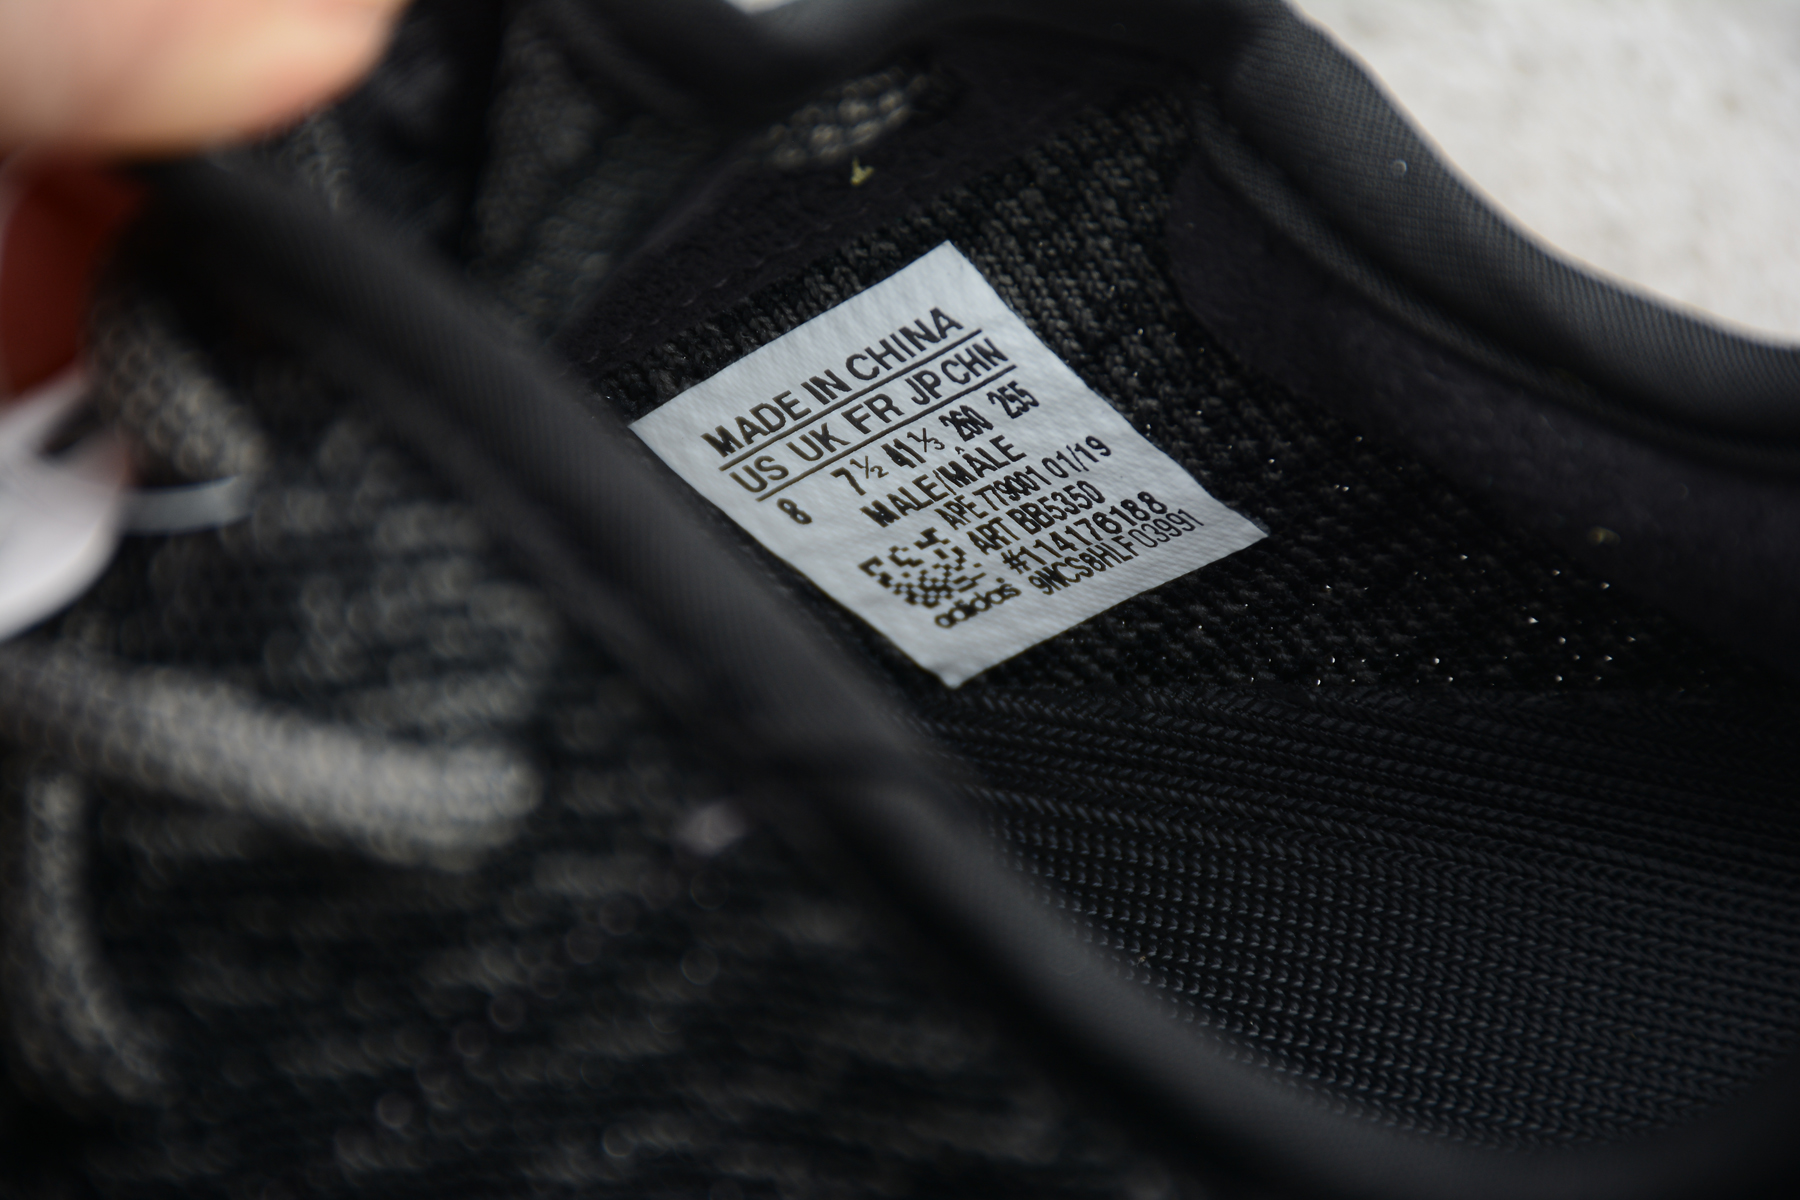 MADE IN CHINA
US UK FR JP CHN
8 7½ 41⅓ 260 255
MALE/MÂLE
APE 779001 01/19
ART BB5350
#114176188
9WCS8HLF03991
adidas